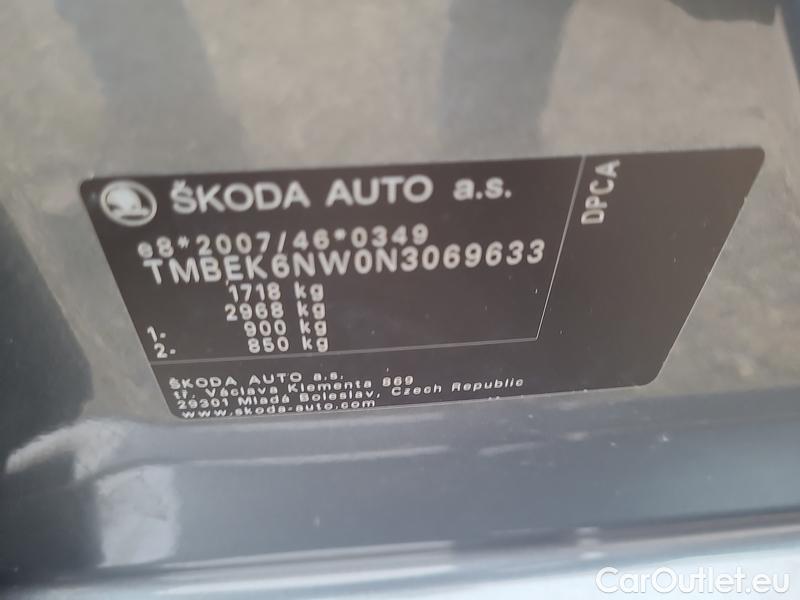 ŠKODA AUTO a.s.
DPCA
e8*2007/46*0349
TMBEK6NW0N3069633
1718 kg
2968 kg
1- 900 kg
2- 850 kg
ŠKODA AUTO a.s.
tř. Václava Klementa 869
29301 Mladá Boleslav, Czech Republic
www.skoda-auto.com
CarOutlet.eu